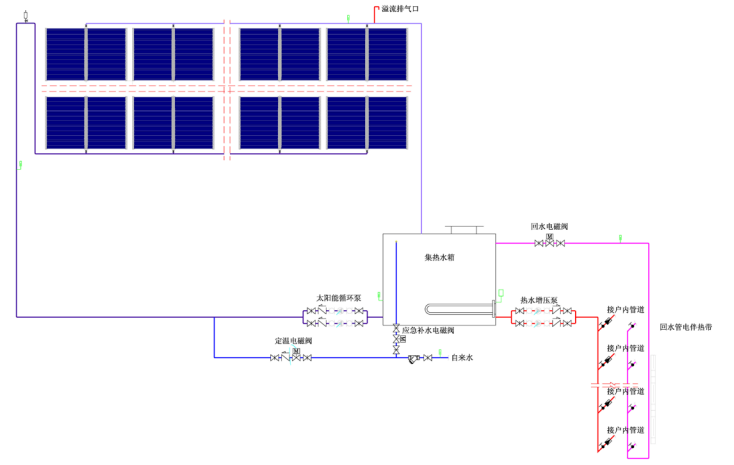 溢流排气口
回水电磁阀
集热水箱
太阳能循环泵
热水增压泵
接户内管道
回水管电伴热带
应急补水电磁阀
定温电磁阀
接户内管道
自来水
接户内管道
接户内管道